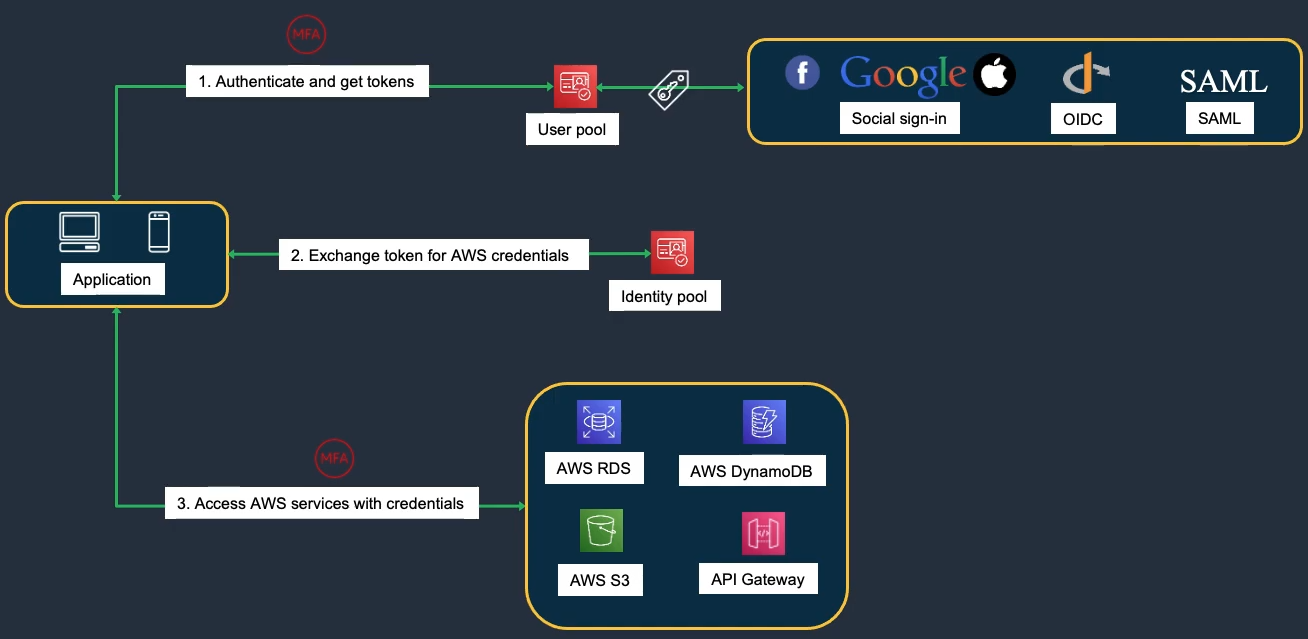 MFA
1. Authenticate and get tokens
User pool
f
Google
SAML
Social sign-in
OIDC
SAML
Application
2. Exchange token for AWS credentials
Identity pool
MFA
3. Access AWS services with credentials
AWS RDS
AWS DynamoDB
AWS S3
</>
API Gateway